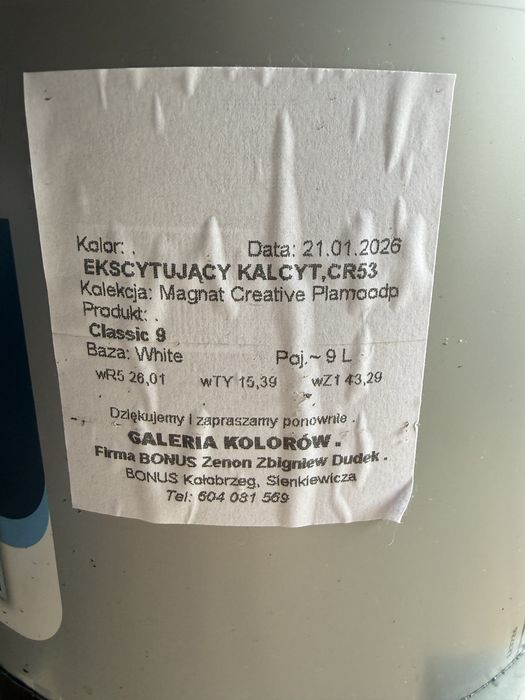 Kolor: . Data: 21.01.2026
EKSCYTUJĄCY KALCYT,CR53
Kolekcja: Magnat Creative Plamoodp
Produkt: .
Classic 9
Baza: White Poj.~ 9 L
wR5 26,01 wTY 15,39 wZ1 43,29
Dziękujemy i zapraszamy ponownie .
GALERIA KOLORÓW .
Firma BONUS Zenon Zbigniew Dudek .
BONUS Kołobrzeg, Sienkiewicza
Tel: 604 081 569